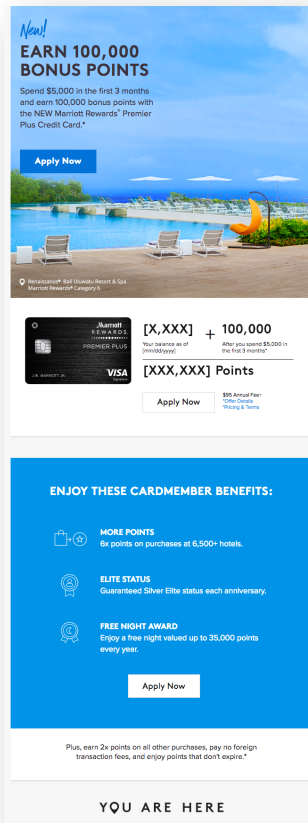 New!
EARN 100,000
BONUS POINTS
Spend $5,000 in the first 3 months
and earn 100,000 bonus points with
the NEW Marriott Rewards® Premier
Plus Credit Card.*
Apply Now
Renaissance® Bali Uluwatu Resort & Spa
Marriott Rewards® Category 6
Marriott
REWARDS
PREMIER PLUS
J.W. MARRIOTT JR.
VISA
Signature
[X,XXX] + 100,000
Your balance as of
[mm/dd/yyyy]
After you spend $5,000 in
the first 3 months*
[XXX,XXX] Points
Apply Now
$95 Annual Fee+
*Offer Details
+Pricing & Terms
ENJOY THESE CARDMEMBER BENEFITS:
MORE POINTS
6x points on purchases at 6,500+ hotels.
ELITE STATUS
Guaranteed Silver Elite status each anniversary.
FREE NIGHT AWARD
Enjoy a free night valued up to 35,000 points
every year.
Apply Now
Plus, earn 2x points on all other purchases, pay no foreign
transaction fees, and enjoy points that don't expire.*
YOU ARE HERE